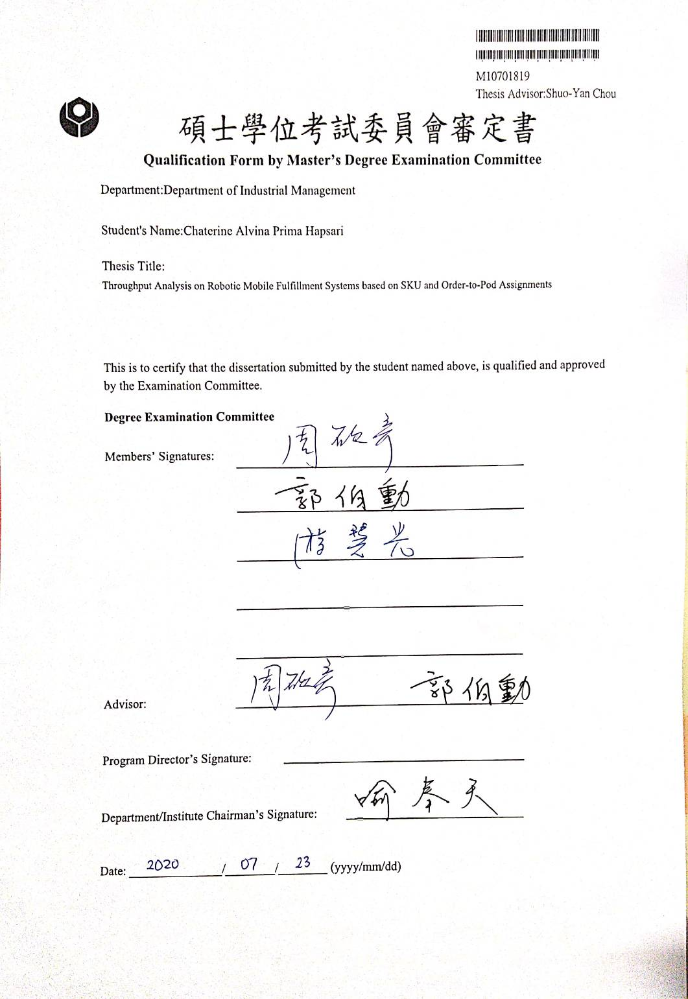 M10701819
Thesis Advisor:Shuo-Yan Chou
碩士學位考試委員會審定書
Qualification Form by Master's Degree Examination Committee
Department:Department of Industrial Management
Student's Name:Chaterine Alvina Prima Hapsari
Thesis Title:
Throughput Analysis on Robotic Mobile Fulfillment Systems based on SKU and Order-to-Pod Assignments
This is to certify that the dissertation submitted by the student named above, is qualified and approved
by the Examination Committee.
Degree Examination Committee
Members' Signatures: 周碩彥
郭伯勳
游慧光
Advisor: 周碩彥 郭伯勳
Program Director's Signature:
Department/Institute Chairman's Signature: 喻奉天
Date: 2020 / 07 / 23 (yyyy/mm/dd)